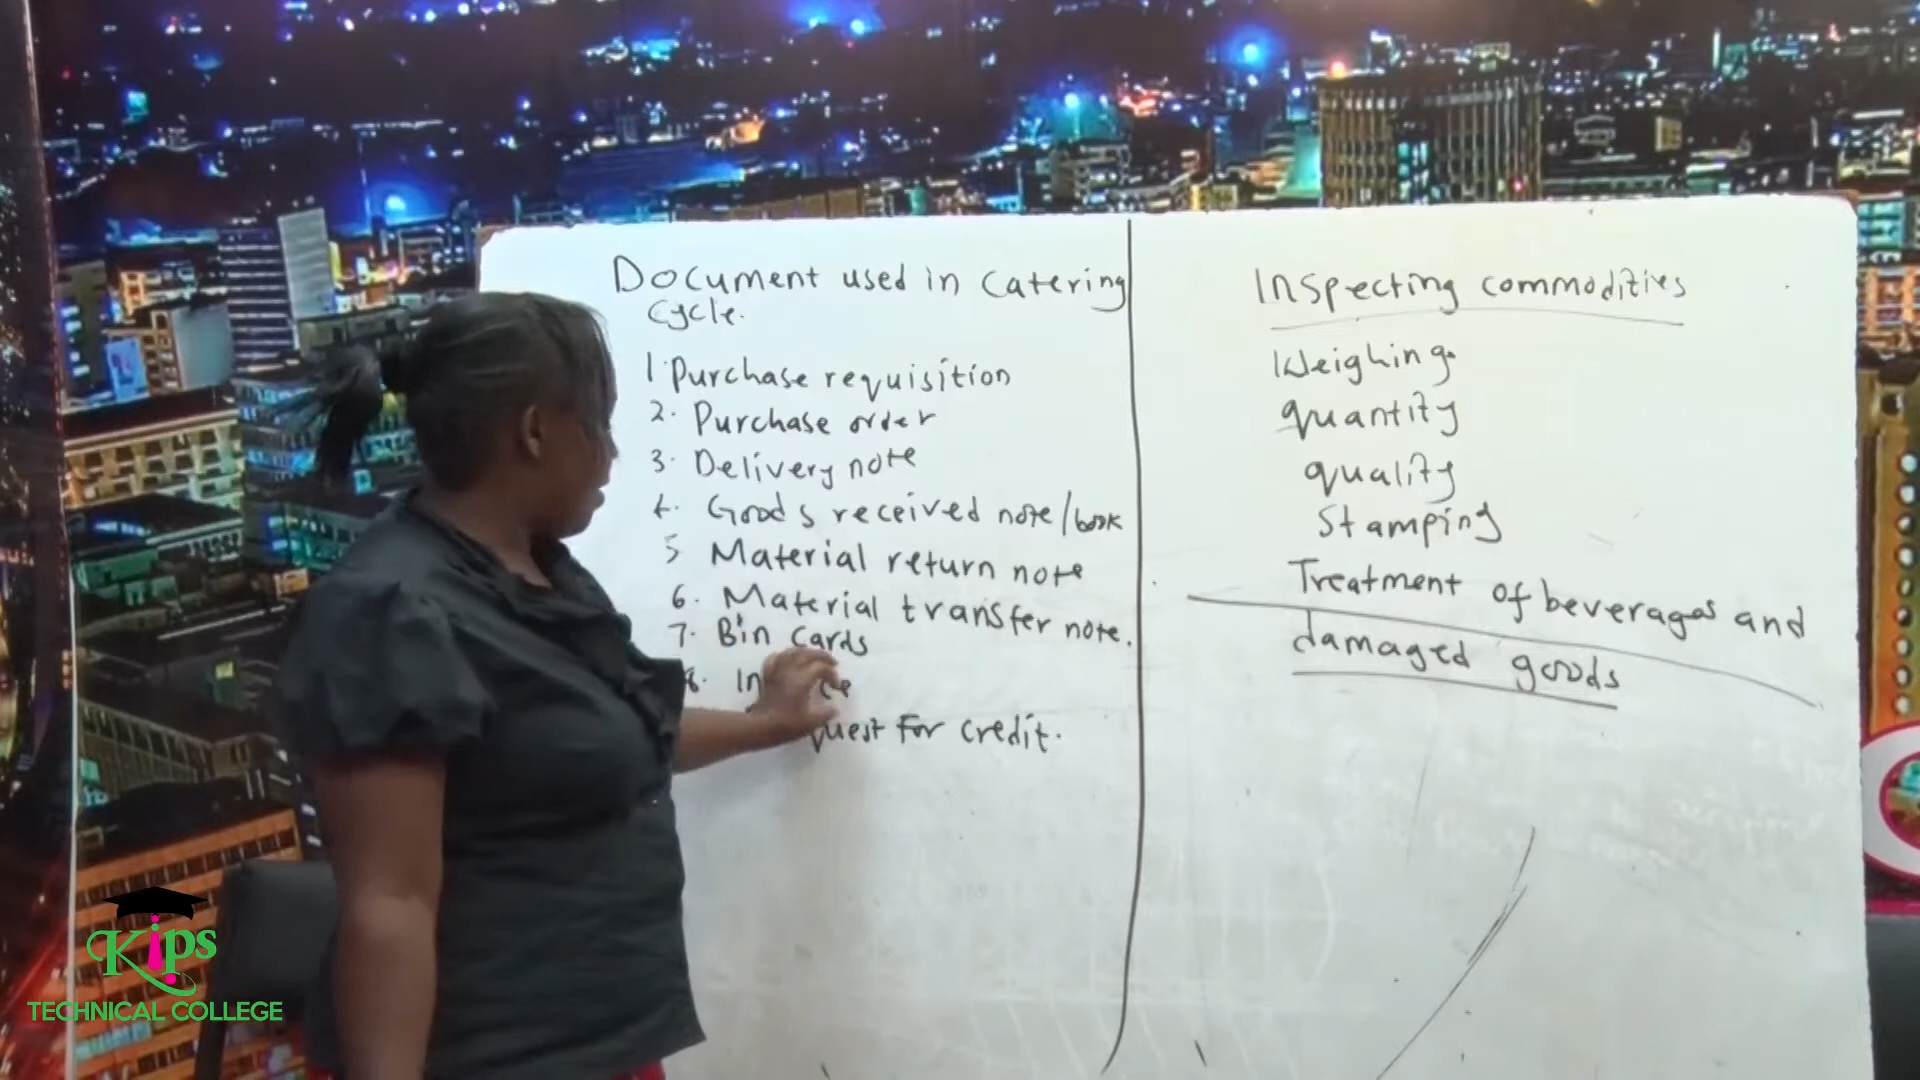 Document used in catering
cycle.
1. Purchase requisition
2. Purchase order
3. Delivery note
4. Goods received note/book
5 Material return note
6. Material transfer note.
7. Bin cards
8.
for credit.
Inspecting commodities
Weighing.
quantity
quality
Stamping
Treatment of beverages and
damaged goods
Kips
TECHNICAL COLLEGE